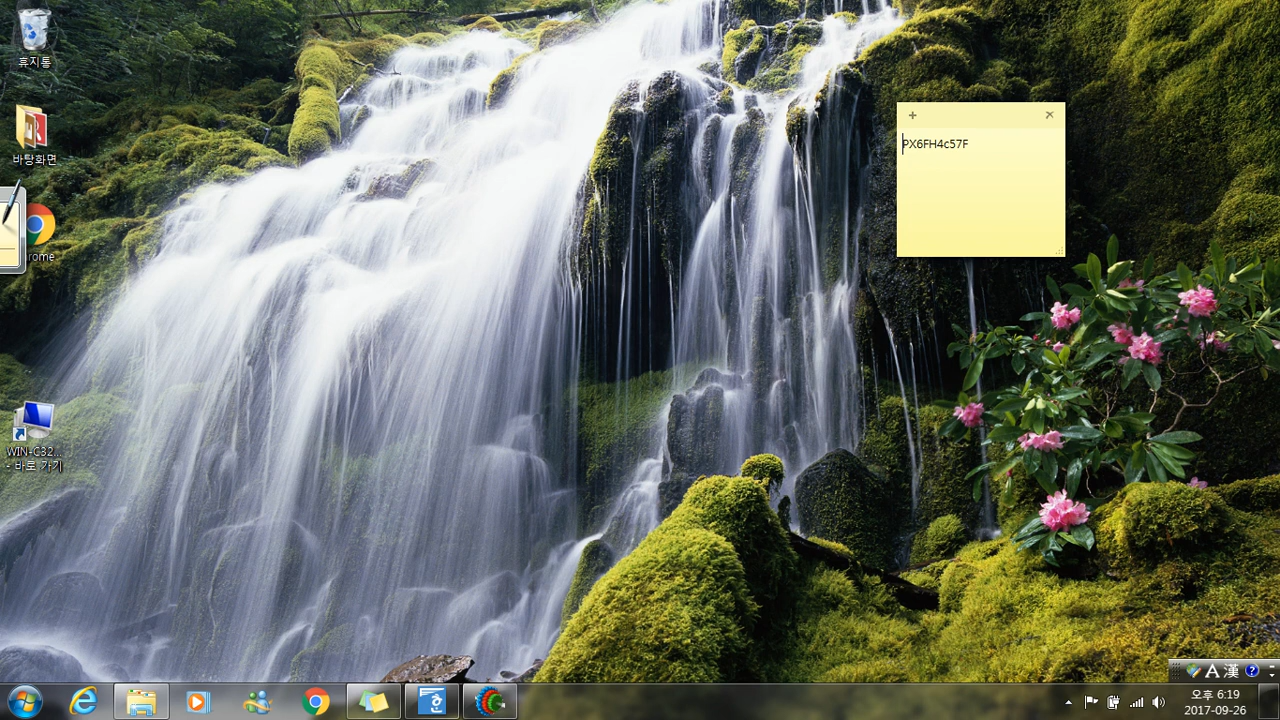 휴지통
바탕화면
rome
WIN-C32...
- 바로 가기
PX6FH4c57F
A 漢 ?
오후 6:19
2017-09-26